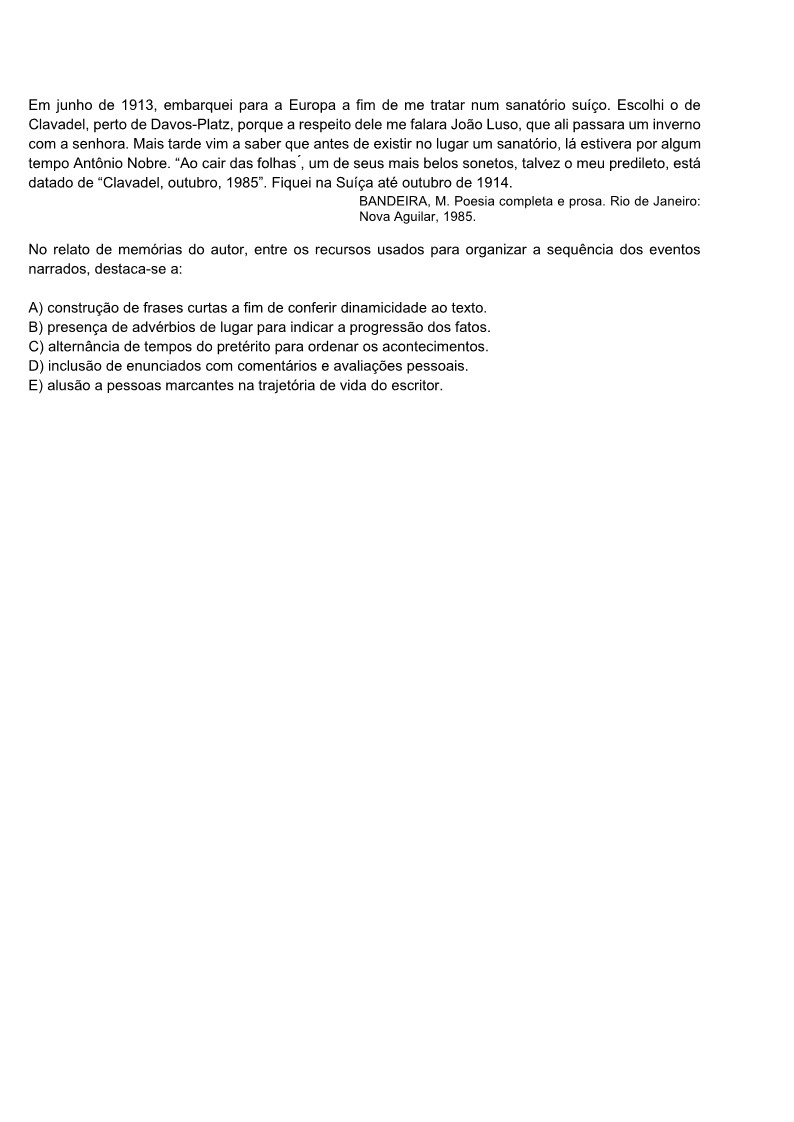 Em junho de 1913, embarquei para a Europa a fim de me tratar num sanatório suíço. Escolhi o de
Clavadel, perto de Davos-Platz, porque a respeito dele me falara João Luso, que ali passara um inverno
com a senhora. Mais tarde vim a saber que antes de existir no lugar um sanatório, lá estivera por algum
tempo Antônio Nobre. “Ao cair das folhas´, um de seus mais belos sonetos, talvez o meu predileto, está
datado de “Clavadel, outubro, 1985”. Fiquei na Suíça até outubro de 1914.
BANDEIRA, M. Poesia completa e prosa. Rio de Janeiro:
Nova Aguilar, 1985.
No relato de memórias do autor, entre os recursos usados para organizar a sequência dos eventos
narrados, destaca-se a:
A) construção de frases curtas a fim de conferir dinamicidade ao texto.
B) presença de advérbios de lugar para indicar a progressão dos fatos.
C) alternância de tempos do pretérito para ordenar os acontecimentos.
D) inclusão de enunciados com comentários e avaliações pessoais.
E) alusão a pessoas marcantes na trajetória de vida do escritor.